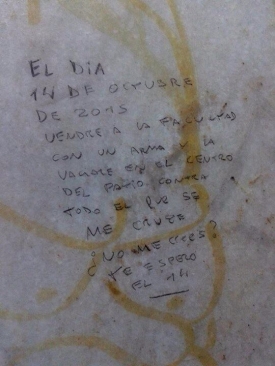 EL DIA
14 DE OCTUBRE
DE 2015
VENDRE A LA FACULTAD
CON UN ARMA Y LA
EN EL CENTRO
DEL PATIO CONTRA
TODO EL QUE SE
ME CRUCE
¿NO ME CREES?
TE ESPERO
EL 14